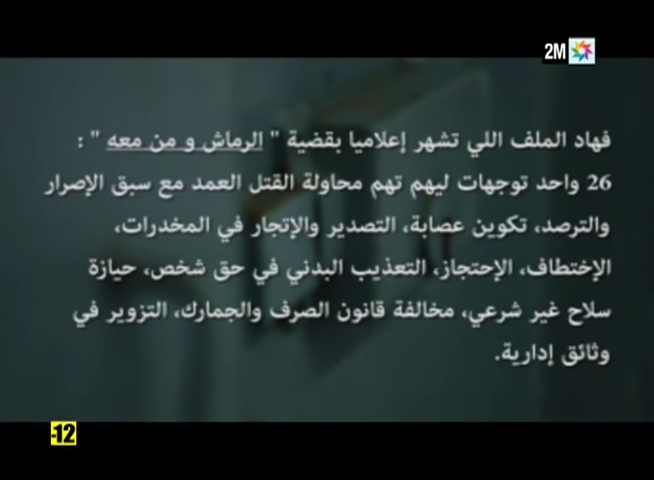 2M
فهاد الملف اللي تشهر إعلاميا بقضية " الرماش و من معه " :
26 واحد توجهات ليهم تهم محاولة القتل العمد مع سبق الإصرار
والترصد، تكوين عصابة، التصدير والإتجار في المخدرات،
الإختطاف، الإحتجاز، التعذيب البدني في حق شخص، حيازة
سلاح غير شرعي، مخالفة قانون الصرف والجمارك، التزوير في
وثائق إدارية.
-12